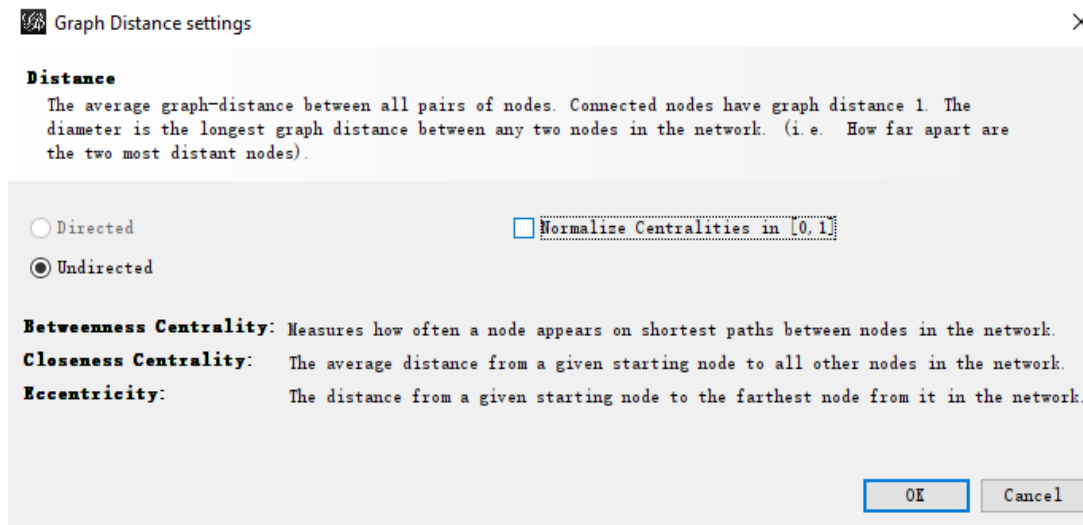 Graph Distance settings
Distance
The average graph-distance between all pairs of nodes. Connected nodes have graph distance 1. The
diameter is the longest graph distance between any two nodes in the network. (i.e. How far apart are
the two most distant nodes).
Directed
Normalize Centralities in [0,1]
Undirected
Betweenness Centrality: Measures how often a node appears on shortest paths between nodes in the network.
Closeness Centrality: The average distance from a given starting node to all other nodes in the network.
Eccentricity: The distance from a given starting node to the farthest node from it in the network.
OK Cancel